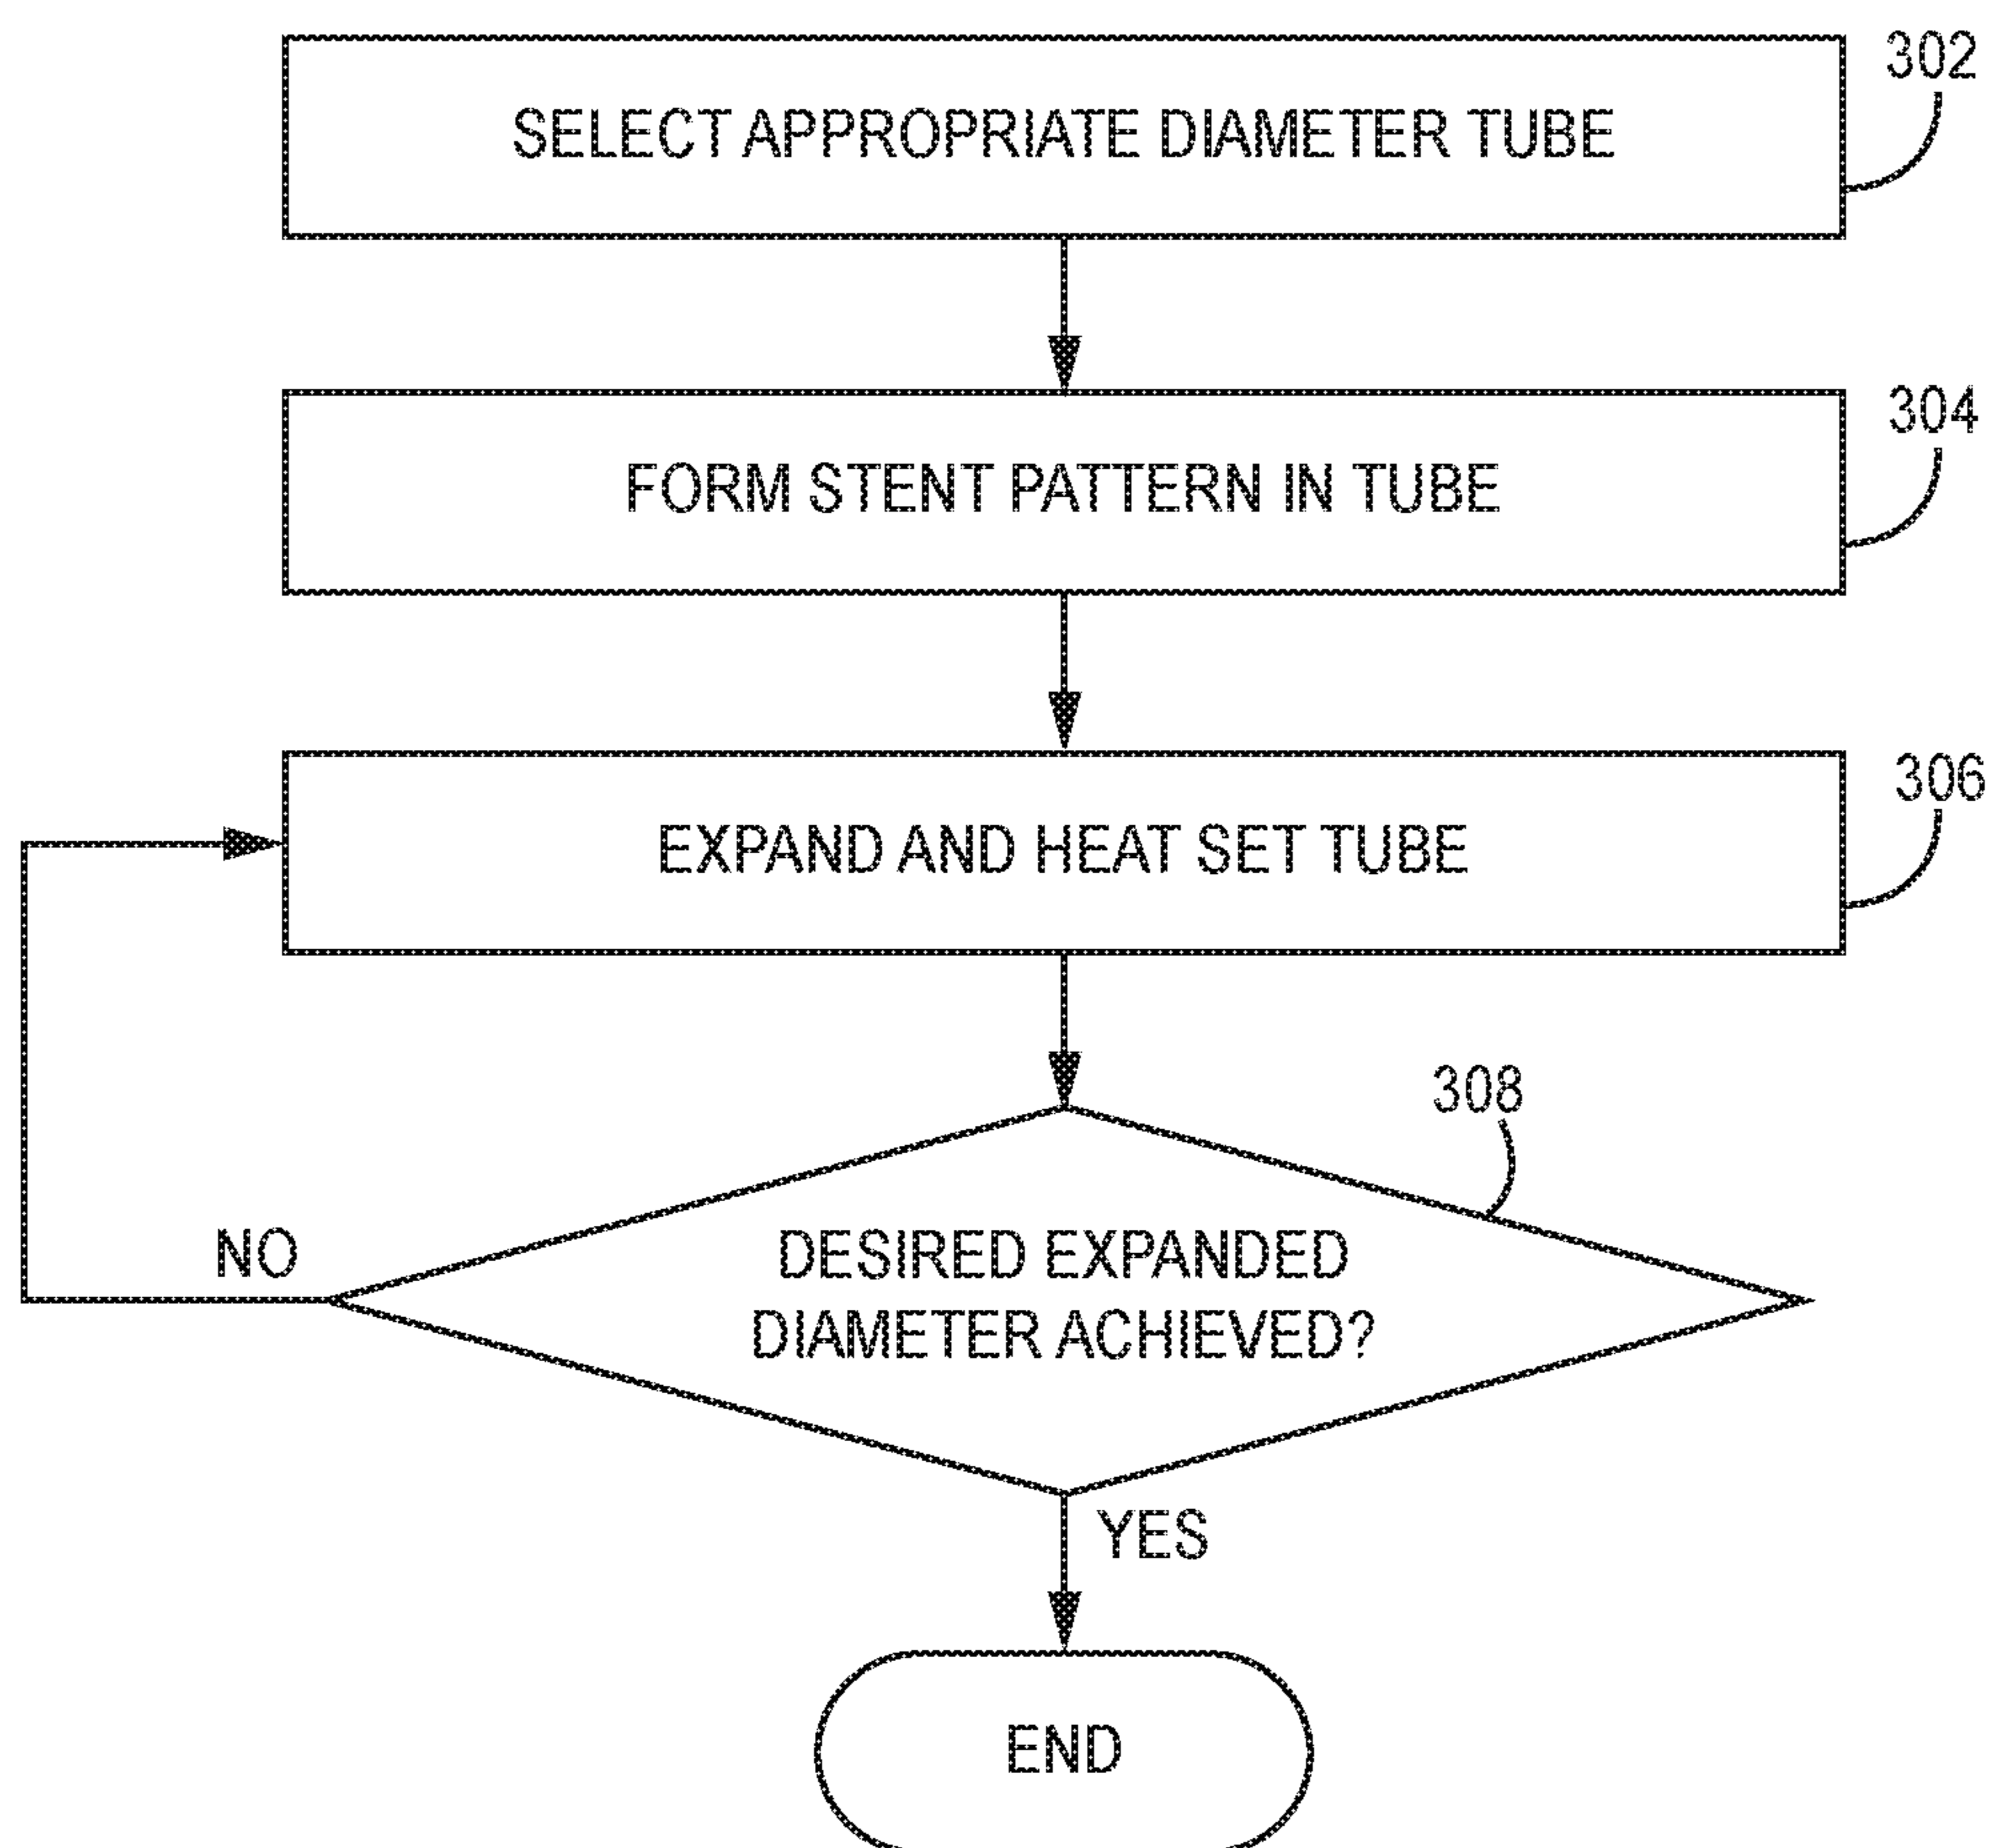 302
SELECT APPROPRIATE DIAMETER TUBE
304
FORM STENT PATTERN IN TUBE
306
EXPAND AND HEAT SET TUBE
308
NO
DESIRED EXPANDED
DIAMETER ACHIEVED?
YES
END